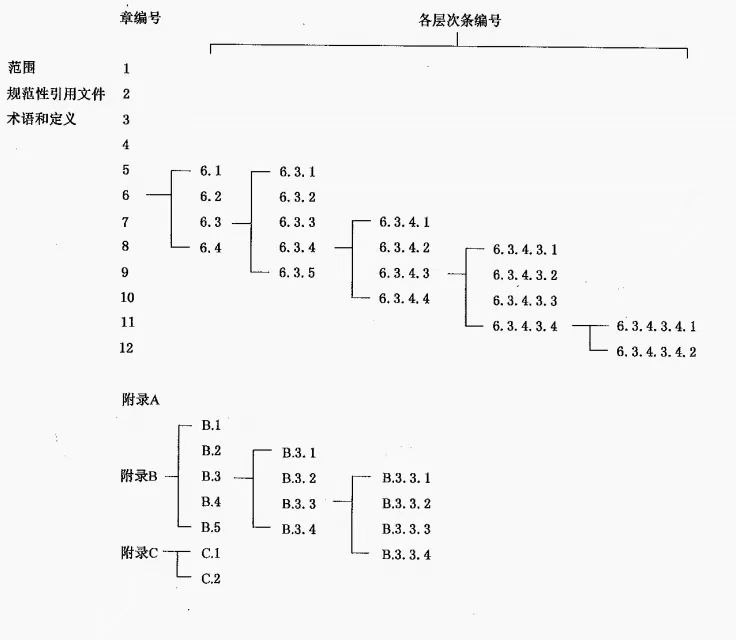 章编号 各层次条编号
范围 1
规范性引用文件 2
术语和定义 3
4
5 6.1 6.3.1
6 6.2 6.3.2
7 6.3 6.3.3 6.3.4.1
8 6.4 6.3.4 6.3.4.2 6.3.4.3.1
9 6.3.5 6.3.4.3 6.3.4.3.2
10 6.3.4.4 6.3.4.3.3
11 6.3.4.3.4 6.3.4.3.4.1
12 6.3.4.3.4.2
附录A
B.1
B.2 B.3.1
附录B B.3 B.3.2 B.3.3.1
B.4 B.3.3 B.3.3.2
B.5 B.3.4 B.3.3.3
附录C C.1 B.3.3.4
C.2